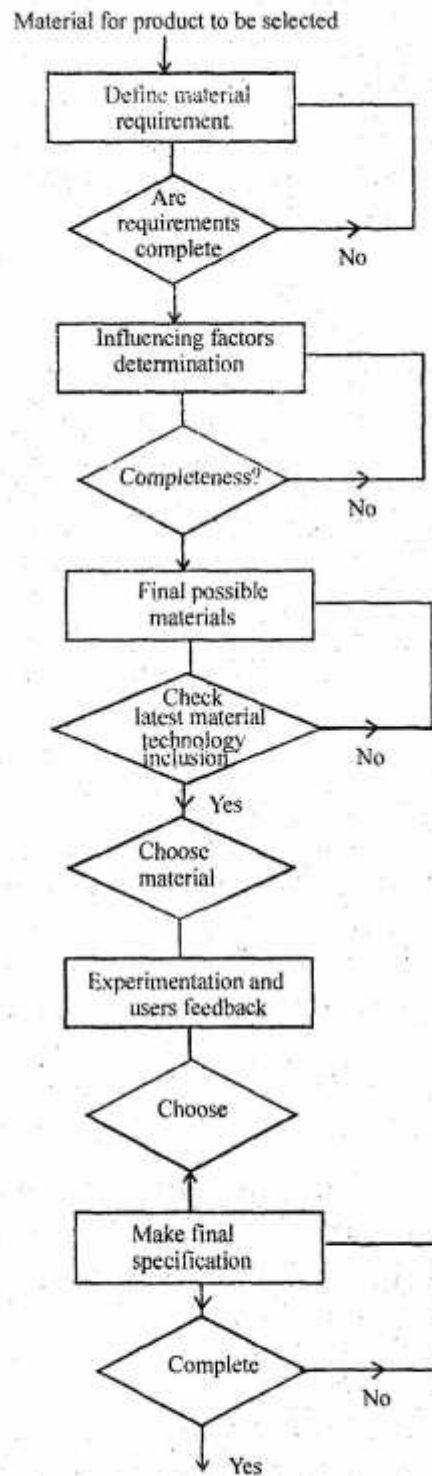 Material for product to be selected
Define material
requirement.
Are
requirements
complete
No
Influencing factors
determination
Completeness?
No
Final possible
materials
Check
latest material
technology
inclusion
No
Yes
Choose
material
Experimentation and
users feedback
Choose
Make final
specification
Complete
No
Yes